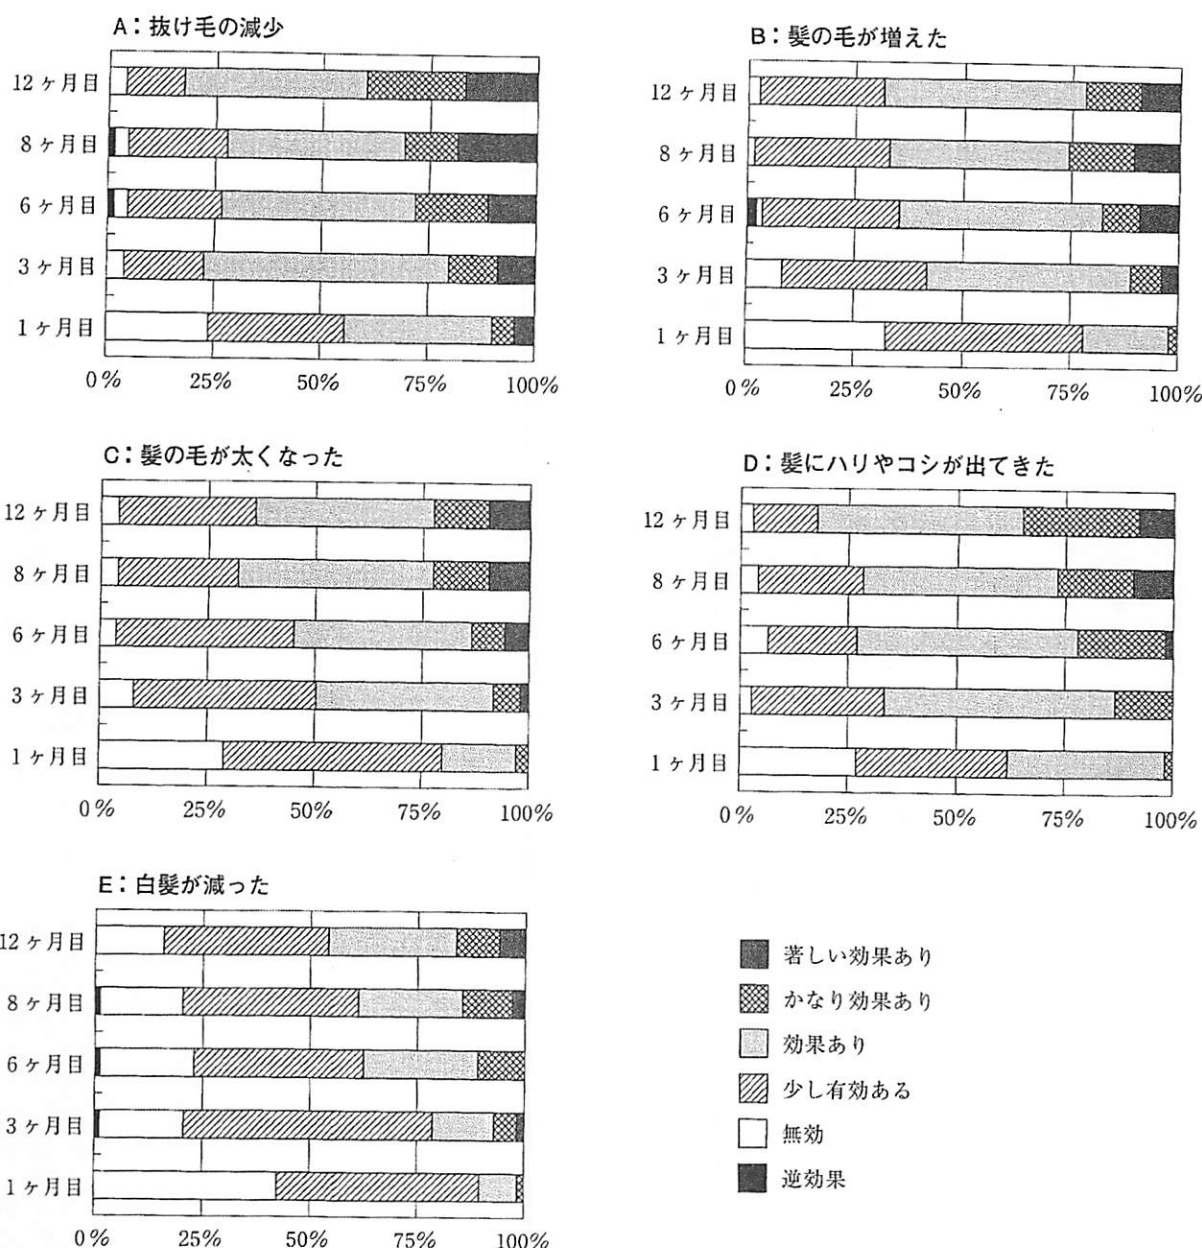 A：抜け毛の減少
12ヶ月目
8ヶ月目
6ヶ月目
3ヶ月目
1ヶ月目
0% 25% 50% 75% 100%
B：髪の毛が増えた
12ヶ月目
8ヶ月目
6ヶ月目
3ヶ月目
1ヶ月目
0% 25% 50% 75% 100%
C：髪の毛が太くなった
12ヶ月目
8ヶ月目
6ヶ月目
3ヶ月目
1ヶ月目
0% 25% 50% 75% 100%
D：髪にハリやコシが出てきた
12ヶ月目
8ヶ月目
6ヶ月目
3ヶ月目
1ヶ月目
0% 25% 50% 75% 100%
E：白髪が減った
12ヶ月目
8ヶ月目
6ヶ月目
3ヶ月目
1ヶ月目
0% 25% 50% 75% 100%
著しい効果あり
かなり効果あり
効果あり
少し有効ある
無効
逆効果